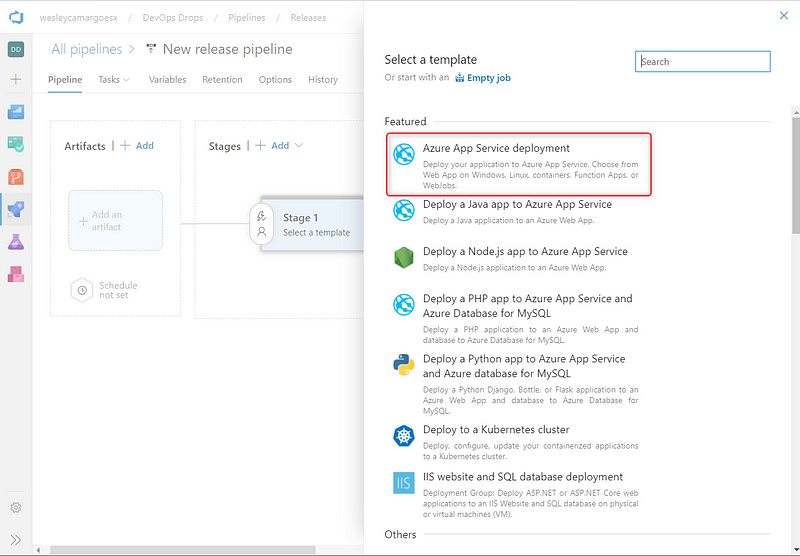 wesleycamargoesx / DevOps Drops / Pipelines / Releases
DD
All pipelines > New release pipeline
Pipeline Tasks Variables Retention Options History
Artifacts | + Add
Stages | + Add
Add an
artifact
Schedule
not set
Stage 1
Select a template
Select a template
Or start with an Empty job
Search
Featured
Azure App Service deployment
Deploy your application to Azure App Service. Choose from
Web App on Windows, Linux, containers, Function Apps, or
WebJobs.
Deploy a Java app to Azure App Service
Deploy a Java application to an Azure Web App.
Deploy a Node.js app to Azure App Service
Deploy a Node.js application to an Azure Web App.
Deploy a PHP app to Azure App Service and
Azure Database for MySQL
Deploy a PHP application to an Azure Web App and
database to Azure Database for MySQL.
Deploy a Python app to Azure App Service
and Azure database for MySQL
Deploy a Python Django, Bottle, or Flask application to an
Azure Web App and database to Azure Database for
MySQL.
Deploy to a Kubernetes cluster
Deploy, configure, update your containerized applications
to a Kubernetes cluster.
IIS
IIS website and SQL database deployment
Deployment Group: Deploy ASP.NET or ASP.NET Core web
applications to an IIS Website and SQL database on physical
or virtual machines (VM).
Others